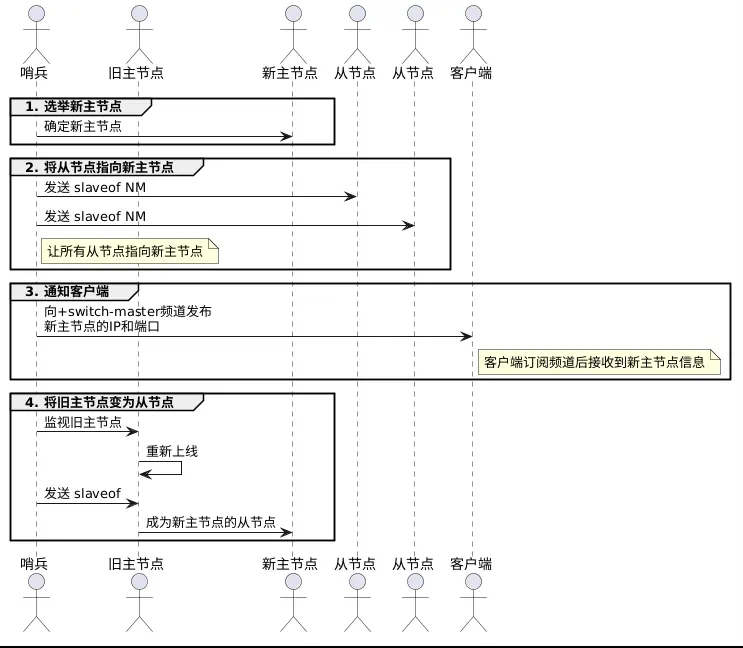 哨兵
旧主节点
新主节点
从节点
从节点
客户端
1. 选举新主节点
确定新主节点
2. 将从节点指向新主节点
发送 slaveof NM
发送 slaveof NM
让所有从节点指向新主节点
3. 通知客户端
向+switch-master频道发布
新主节点的IP和端口
客户端订阅频道后接收到新主节点信息
4. 将旧主节点变为从节点
监视旧主节点
重新上线
发送 slaveof
成为新主节点的从节点
哨兵
旧主节点
新主节点
从节点
从节点
客户端